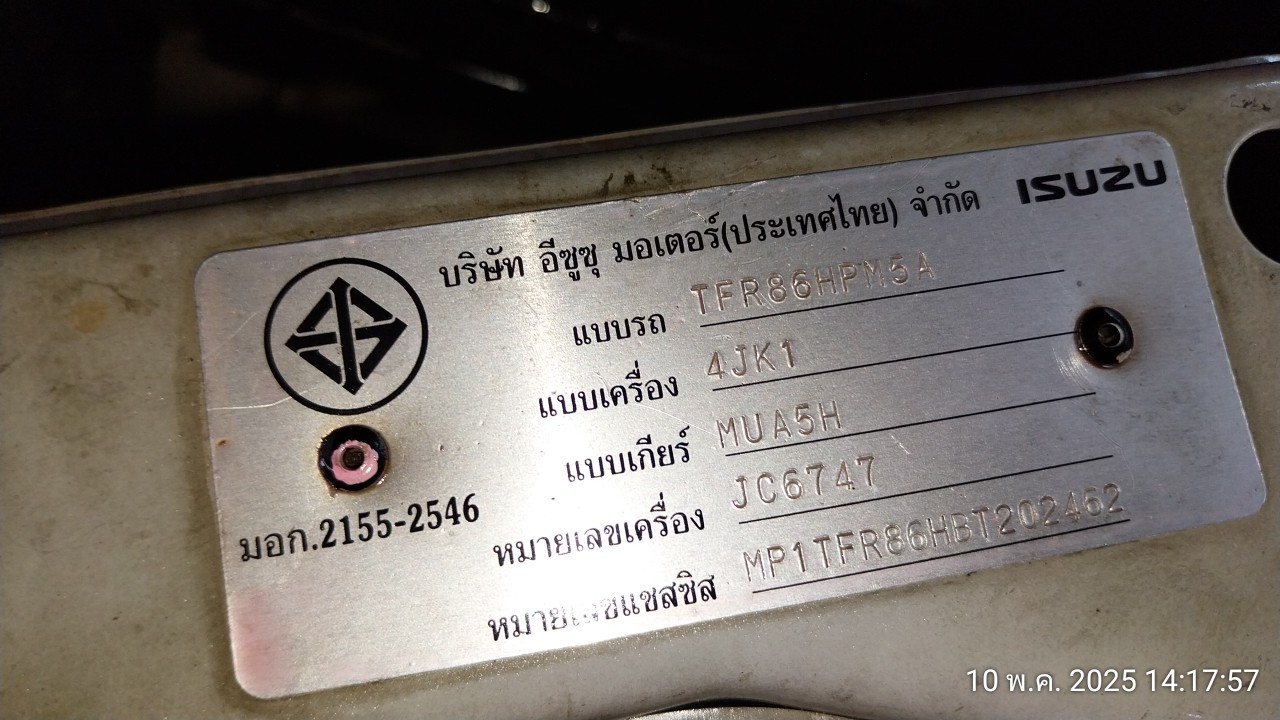 ISUZU
บริษัท อีซูซุ มอเตอร์(ประเทศไทย) จำกัด
แบบรถ TFR86HPM5A
แบบเครื่อง 4JK1
แบบเกียร์ MUA5H
หมายเลขเครื่อง JC6747
หมายเลขแชสซิส MP1TFR86HBT202462
มอก.2155-2546
10 พ.ค. 2025 14:17:57